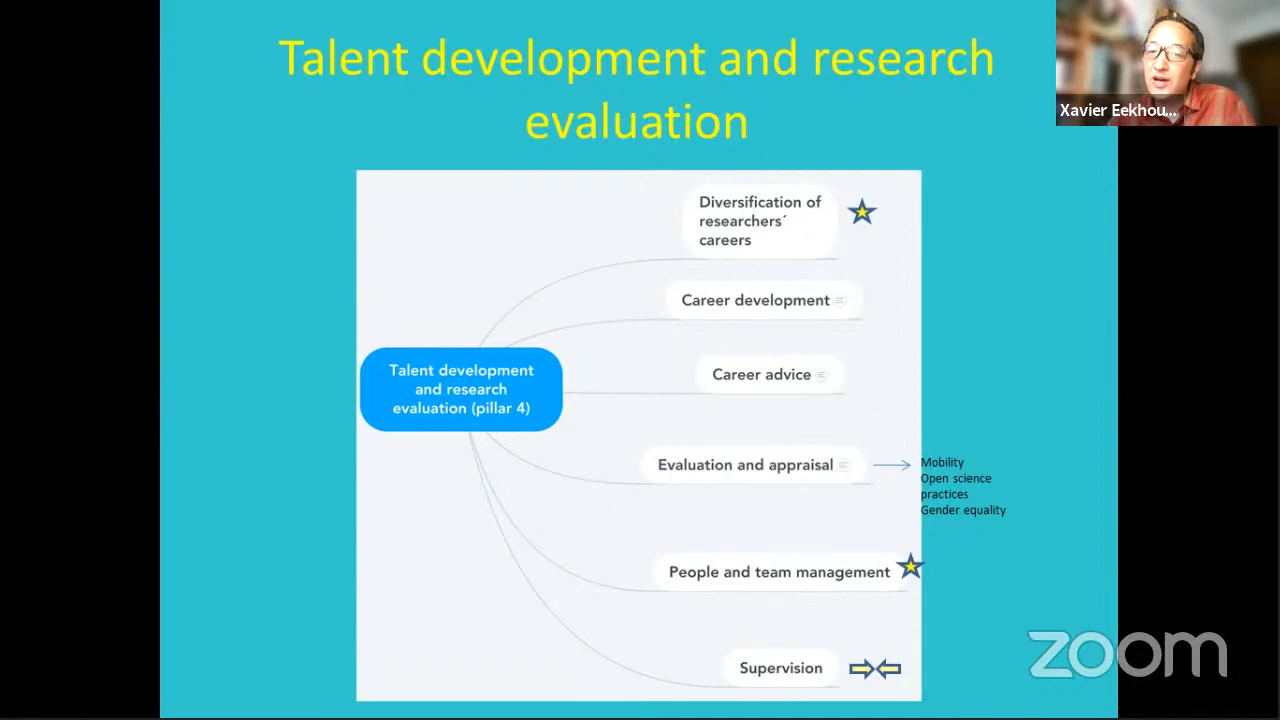 Talent development and research
evaluation
Xavier Eekhou...
Diversification of
researchers´
careers
Career development
Career advice
Talent development
and research
evaluation (pillar 4)
Evaluation and appraisal
Mobility
Open science
practices
Gender equality
People and team management
Supervision
zoom